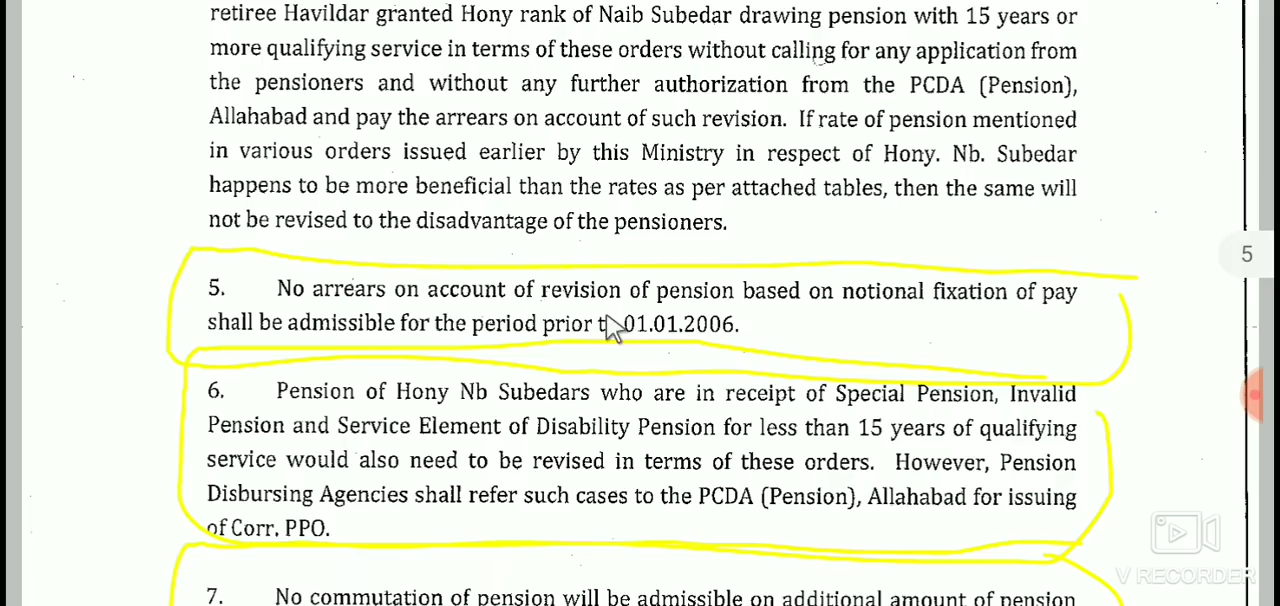 retiree Havildar granted Hony rank of Naib Subedar drawing pension with 15 years or
more qualifying service in terms of these orders without calling for any application from
the pensioners and without any further authorization from the PCDA (Pension),
Allahabad and pay the arrears on account of such revision. If rate of pension mentioned
in various orders issued earlier by this Ministry in respect of Hony. Nb. Subedar
happens to be more beneficial than the rates as per attached tables, then the same will
not be revised to the disadvantage of the pensioners.
5
5. No arrears on account of revision of pension based on notional fixation of pay
shall be admissible for the period prior 01.01.2006.
6. Pension of Hony Nb Subedars who are in receipt of Special Pension, Invalid
Pension and Service Element of Disability Pension for less than 15 years of qualifying
service would also need to be revised in terms of these orders. However, Pension
Disbursing Agencies shall refer such cases to the PCDA (Pension), Allahabad for issuing
of Corr. PPO.
V RECORDER
7. No commutation of pension will be admissible on additional amount of pension